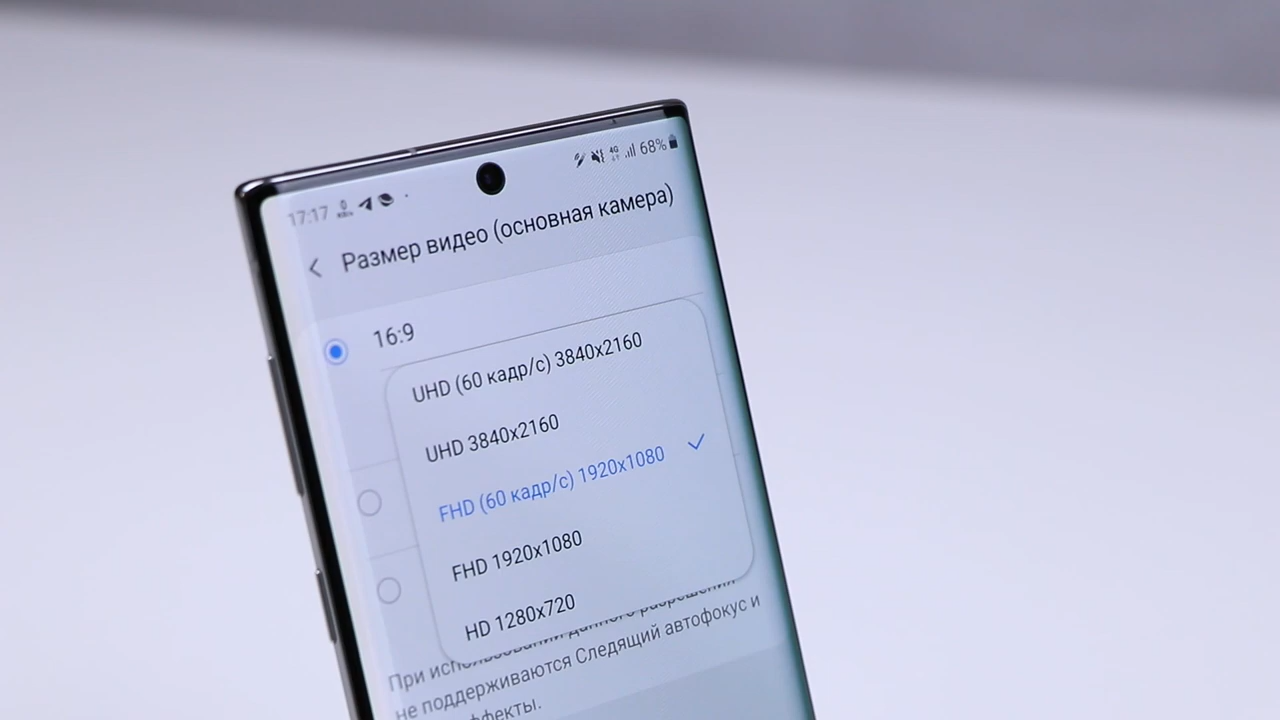 17:17 4G 68%
Размер видео (основная камера)
16:9
UHD (60 кадр/с) 3840x2160
UHD 3840x2160
FHD (60 кадр/с) 1920x1080
FHD 1920x1080
HD 1280x720
При использовании данного разрешения
не поддерживаются Следящий автофокус и